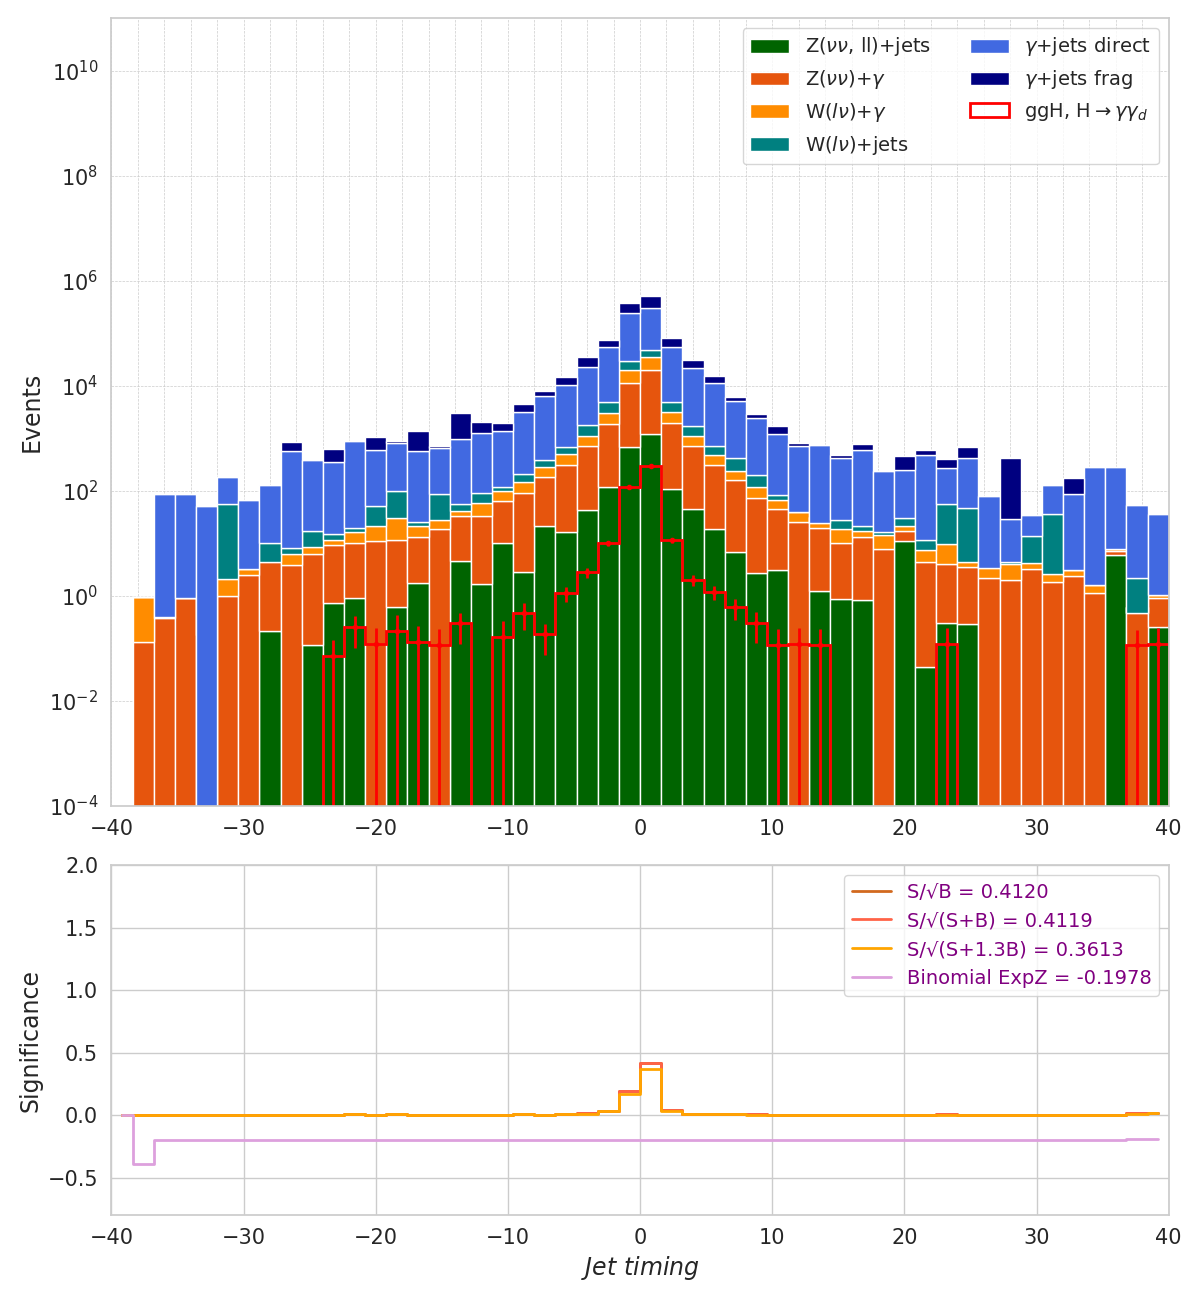 Z(νν, ll)+jets
Z(νν)+γ
W(lν)+γ
W(lν)+jets
γ+jets direct
γ+jets frag
ggH, H→γγ_d
Events
10^10
10^8
10^6
10^4
10^2
10^0
10^−2
10^−4
−40 −30 −20 −10 0 10 20 30 40
S/√B = 0.4120
S/√(S+B) = 0.4119
S/√(S+1.3B) = 0.3613
Binomial ExpZ = -0.1978
Significance
2.0
1.5
1.0
0.5
0.0
−0.5
−40 −30 −20 −10 0 10 20 30 40
Jet timing